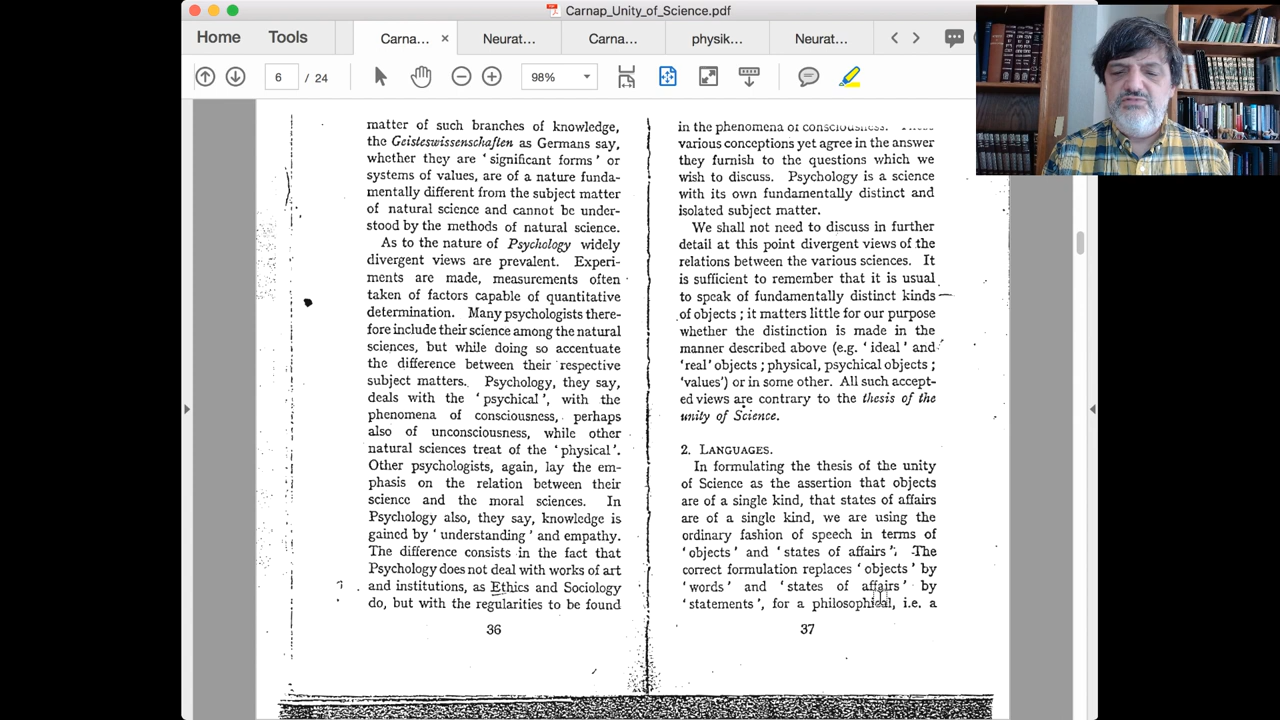 Carnap_Unity_of_Science.pdf
Home Tools Carna... × Neurat... Carna... physik... Neurat...
6 / 24 98%
matter of such branches of knowledge,
the Geisteswissenschaften as Germans say,
whether they are ‘significant forms’ or
systems of values, are of a nature funda-
mentally different from the subject matter
of natural science and cannot be under-
stood by the methods of natural science.
As to the nature of Psychology widely
divergent views are prevalent. Experi-
ments are made, measurements often
taken of factors capable of quantitative
determination. Many psychologists there-
fore include their science among the natural
sciences, but while doing so accentuate
the difference between their respective
subject matters. Psychology, they say,
deals with the ‘psychical’, with the
phenomena of consciousness, perhaps
also of unconsciousness, while other
natural sciences treat of the ‘physical’.
Other psychologists, again, lay the em-
phasis on the relation between their
science and the moral sciences. In
Psychology also, they say, knowledge is
gained by ‘understanding’ and empathy.
The difference consists in the fact that
Psychology does not deal with works of art
and institutions, as Ethics and Sociology
do, but with the regularities to be found
36
in the phenomena of consciousness.
various conceptions yet agree in the answer
they furnish to the questions which we
wish to discuss. Psychology is a science
with its own fundamentally distinct and
isolated subject matter.
We shall not need to discuss in further
detail at this point divergent views of the
relations between the various sciences. It
is sufficient to remember that it is usual
to speak of fundamentally distinct kinds
of objects; it matters little for our purpose
whether the distinction is made in the
manner described above (e.g. ‘ideal’ and
‘real’ objects; physical, psychical objects;
‘values’) or in some other. All such accept-
ed views are contrary to the thesis of the
unity of Science.
2. LANGUAGES.
In formulating the thesis of the unity
of Science as the assertion that objects
are of a single kind, that states of affairs
are of a single kind, we are using the
ordinary fashion of speech in terms of
‘objects’ and ‘states of affairs’. The
correct formulation replaces ‘objects’ by
‘words’ and ‘states of affairs’ by
‘statements’, for a philosophical, i.e. a
37